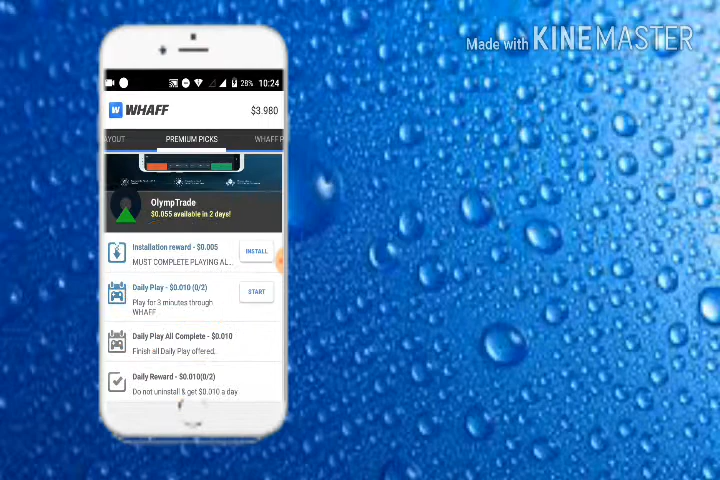 Made with KINEMASTER
28% 10:24
W WHAFF
$3.980
AYOUT
PREMIUM PICKS
WHAFF R
OlympTrade
$0.055 available in 2 days!
Installation reward - $0.005
MUST COMPLETE PLAYING AL...
INSTALL
Daily Play - $0.010 (0/2)
Play for 3 minutes through
WHAFF
START
Daily Play All Complete - $0.010
Finish all Daily Play offered.
Daily Reward - $0.010(0/2)
Do not uninstall & get $0.010 a day